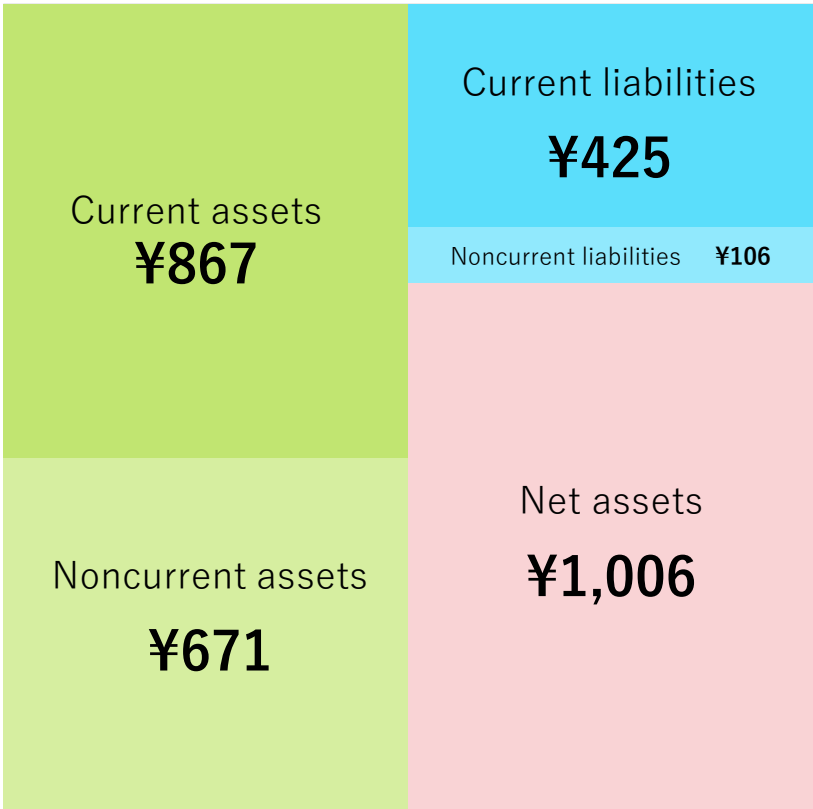 Current assets
¥867
Noncurrent assets
¥671
Current liabilities
¥425
Noncurrent liabilities ¥106
Net assets
¥1,006